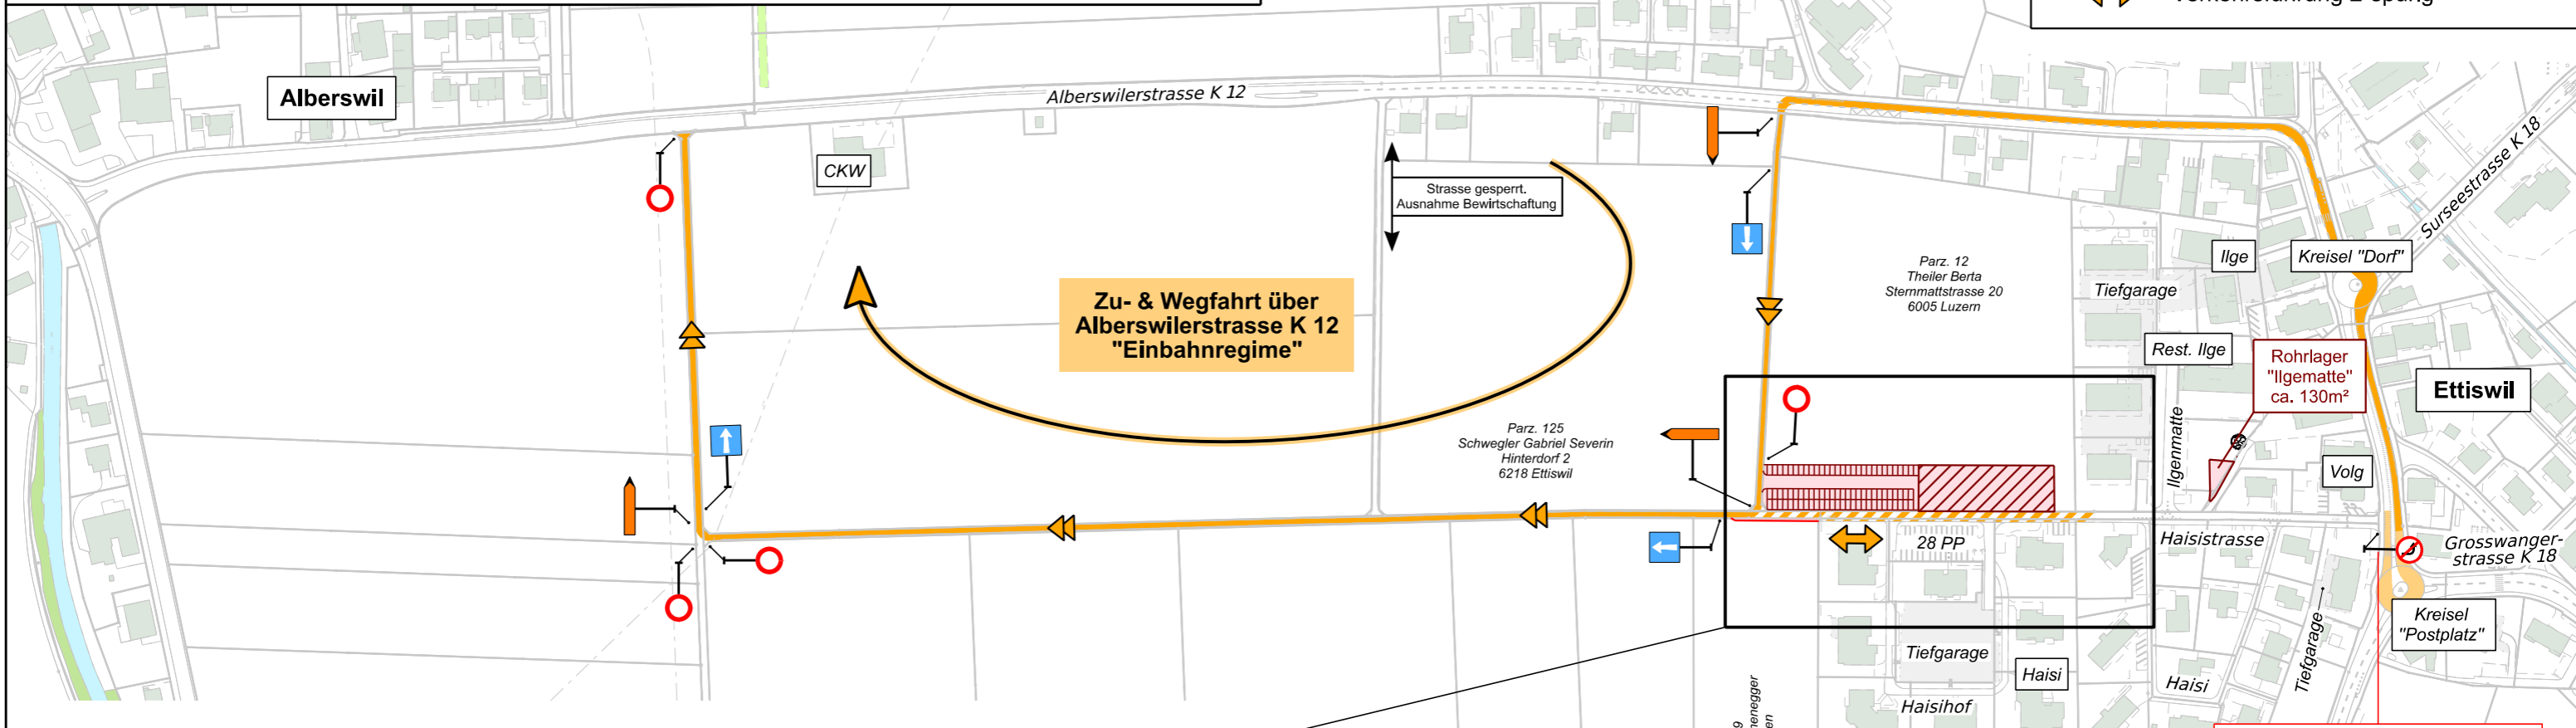 Alberswil
Alberswilerstrasse K 12
CKW
Strasse gesperrt.
Ausnahme Bewirtschaftung
Zu- & Wegfahrt über
Alberswilerstrasse K 12
"Einbahnregime"
Parz. 125
Schwegler Gabriel Severin
Hinterdorf 2
6218 Ettiswil
Parz. 12
Theiler Berta
Sternmattstrasse 20
6005 Luzern
Tiefgarage
Ilge
Kreisel "Dorf"
Surseestrasse K 18
Rest. Ilge
Rohrlager
"Ilgematte"
ca. 130m²
Ettiswil
Ilgenmatte
Volg
28 PP
Haisistrasse
Grosswanger-
strasse K 18
Kreisel
"Postplatz"
Tiefgarage
Haisi
Haisi
Tiefgarage
Haisihof